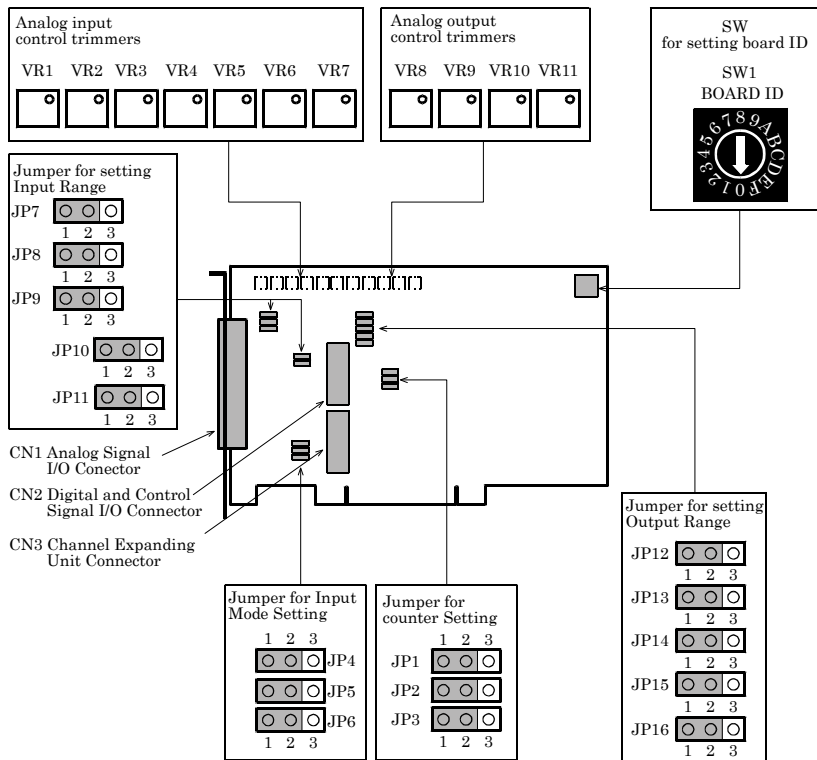 Analog input
control trimmers
VR1 VR2 VR3 VR4 VR5 VR6 VR7
Analog output
control trimmers
VR8 VR9 VR10 VR11
SW
for setting board ID
SW1
BOARD ID
0123456789ABCDEF
Jumper for setting
Input Range
JP7
1 2 3
JP8
1 2 3
JP9
1 2 3
JP10
1 2 3
JP11
1 2 3
CN1 Analog Signal
I/O Conector
CN2 Digital and Control
Signal I/O Connector
CN3 Channel Expanding
Unit Connector
Jumper for Input
Mode Setting
1 2 3
JP4
JP5
JP6
1 2 3
Jumper for
counter Setting
1 2 3
JP1
JP2
JP3
1 2 3
Jumper for setting
Output Range
JP12
1 2 3
JP13
1 2 3
JP14
1 2 3
JP15
1 2 3
JP16
1 2 3